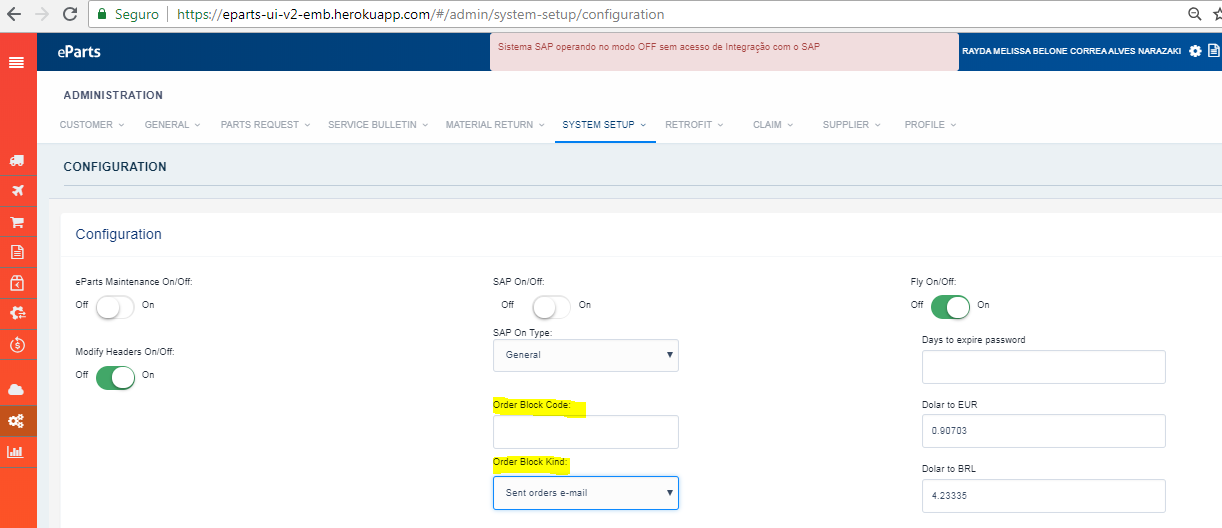 Seguro
https://eparts-ui-v2-emb.herokuapp.com/#/admin/system-setup/configuration
eParts
Sistema SAP operando no modo OFF sem acesso de Integração com o SAP
RAYDA MELISSA BELONE CORREA ALVES NARAZAKI
ADMINISTRATION
CUSTOMER GENERAL PARTS REQUEST SERVICE BULLETIN MATERIAL RETURN SYSTEM SETUP RETROFIT CLAIM SUPPLIER PROFILE
CONFIGURATION
Configuration
eParts Maintenance On/Off:
Off On
Modify Headers On/Off:
Off On
SAP On/Off:
Off On
SAP On Type:
General
Order Block Code:
Order Block Kind:
Sent orders e-mail
Fly On/Off:
Off On
Days to expire password
Dolar to EUR
0.90703
Dolar to BRL
4.23335